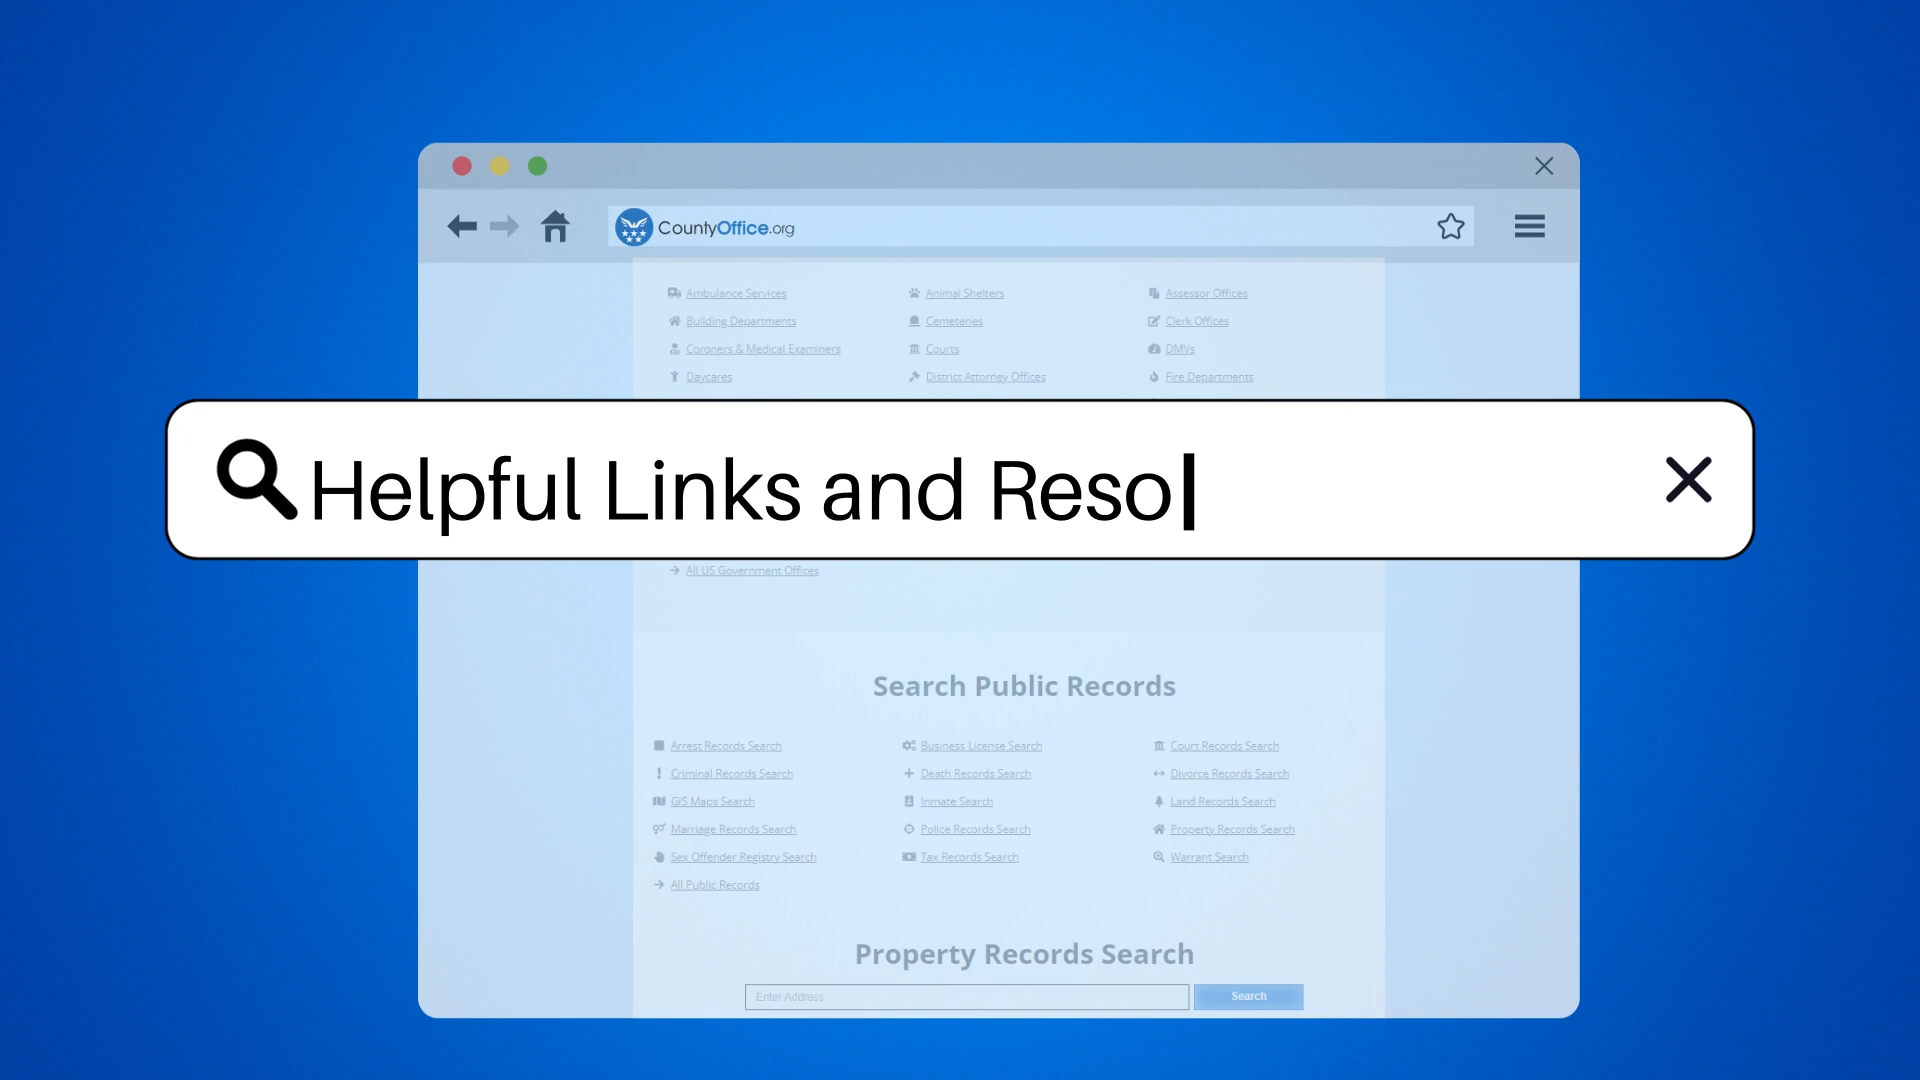 CountyOffice.org
Ambulance Services Animal Shelters Assessor Offices
Building Departments Cemeteries Clerk Offices
Coroners & Medical Examiners Courts DMVs
Daycares District Attorney Offices Fire Departments
Helpful Links and Reso
All US Government Offices
Search Public Records
Arrest Records Search Business License Search Court Records Search
Criminal Records Search Death Records Search Divorce Records Search
GIS Maps Search Inmate Search Land Records Search
Marriage Records Search Police Records Search Property Records Search
Sex Offender Registry Search Tax Records Search Warrant Search
All Public Records
Property Records Search
Enter Address Search